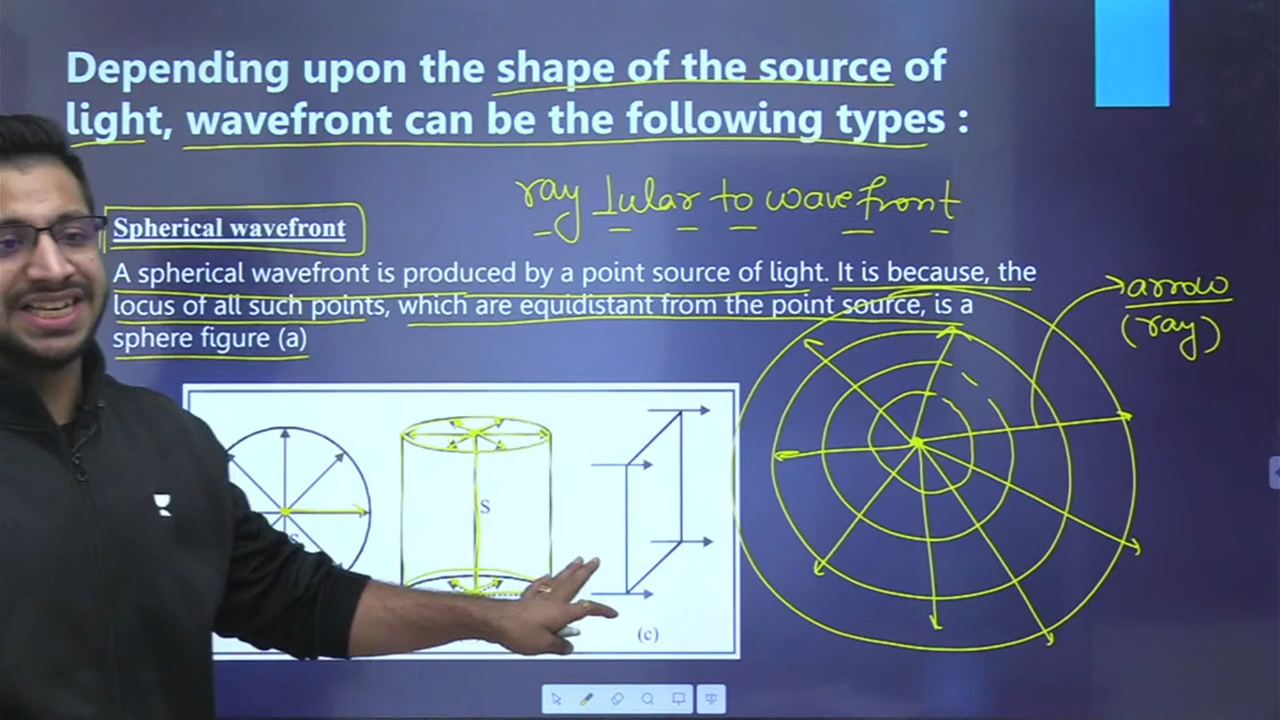 Depending upon the shape of the source of
light, wavefront can be the following types :
ray ⊥ular to wavefront
Spherical wavefront
A spherical wavefront is produced by a point source of light. It is because, the
locus of all such points, which are equidistant from the point source, is a
sphere figure (a)
arrow
(ray)
S
S
(c)